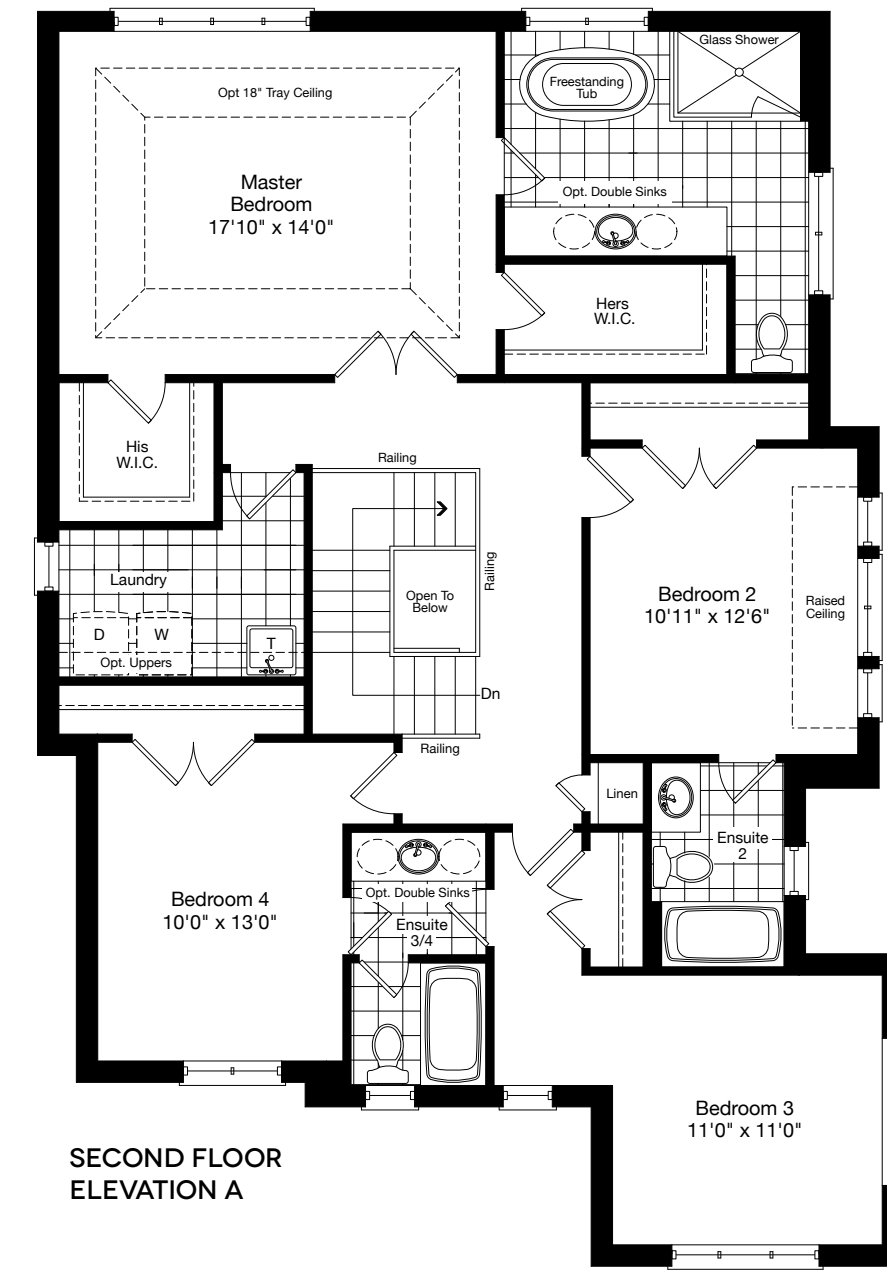 Glass Shower
Opt 18" Tray Ceiling
Freestanding
Tub
Master
Bedroom
17'10" x 14'0"
Opt. Double Sinks
Hers
W.I.C.
His
W.I.C.
Railing
Laundry
Open To
Below
Railing
Bedroom 2
10'11" x 12'6"
Raised
Ceiling
D
W
T
Opt. Uppers
Dn
Railing
Linen
Ensuite
2
Bedroom 4
10'0" x 13'0"
Opt. Double Sinks
Ensuite
3/4
Bedroom 3
11'0" x 11'0"
SECOND FLOOR
ELEVATION A